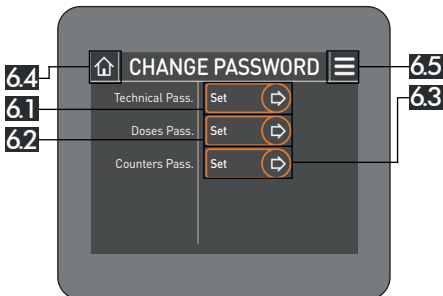 CHANGE PASSWORD
6.4
6.5
6.1
Technical Pass. Set
6.3
6.2
Doses Pass. Set
Counters Pass. Set